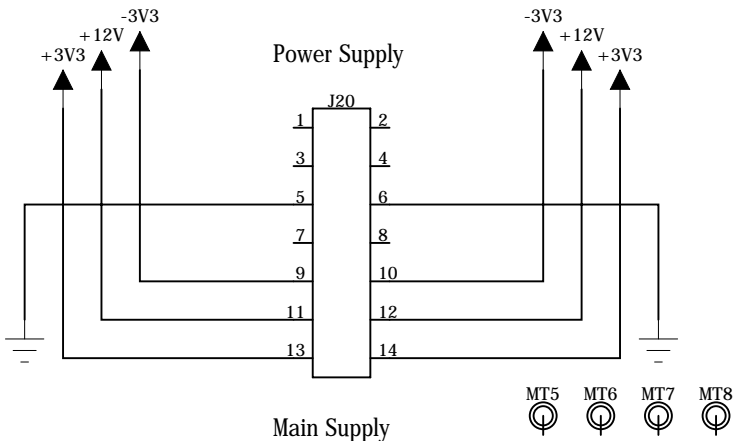 -3V3 -3V3
+12V +12V
+3V3 Power Supply +3V3
J20
1 2
3 4
5 6
7 8
9 10
11 12
13 14
MT5 MT6 MT7 MT8
Main Supply